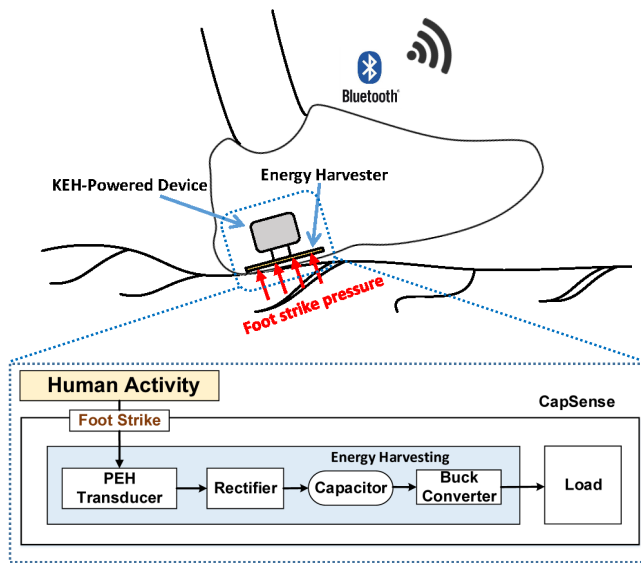 Bluetooth®
KEH-Powered Device
Energy Harvester
Foot strike pressure
Human Activity
CapSense
Foot Strike
Energy Harvesting
PEH
Transducer
Rectifier
Capacitor
Buck
Converter
Load